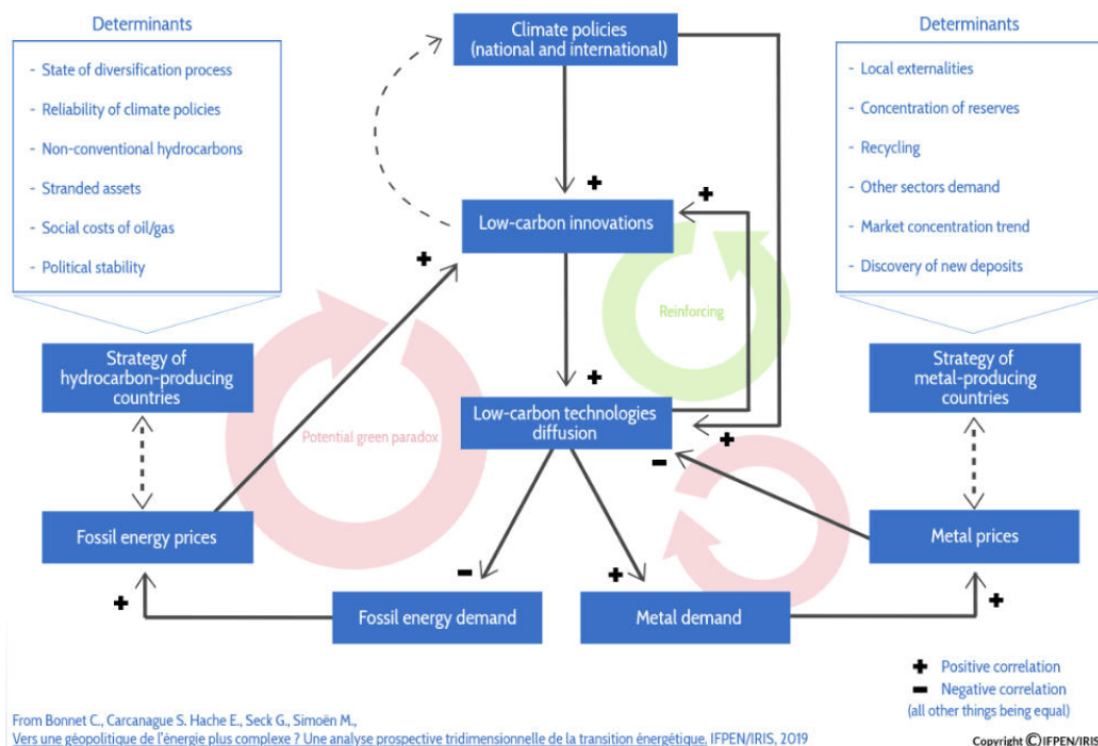 Determinants
- State of diversification process
- Reliability of climate policies
- Non-conventional hydrocarbons
- Stranded assets
- Social costs of oil/gas
- Political stability
Strategy of
hydrocarbon-producing
countries
Climate policies
(national and international)
+
+
Low-carbon innovations
+
Reinforcing
+
Low-carbon technologies
diffusion
+
-
Potential green paradox
Fossil energy prices
+
-
Fossil energy demand
+
Metal demand
Determinants
- Local externalities
- Concentration of reserves
- Recycling
- Other sectors demand
- Market concentration trend
- Discovery of new deposits
Strategy of
metal-producing
countries
Metal prices
+
+ Positive correlation
- Negative correlation
(all other things being equal)
From Bonnet C., Carcanague S. Hache E., Seck G., Simoën M.,
Vers une géopolitique de l'énergie plus complexe ? Une analyse prospective tridimensionnelle de la transition énergétique. IFPEN/IRIS, 2019
Copyright ©IFPEN/IRIS